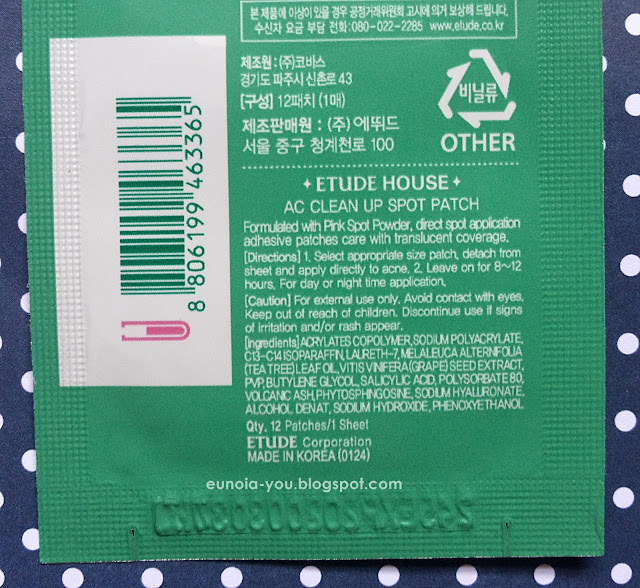 본 제품에 이상이 있을 경우 공정거래위원회 고시에 의거 보상해 드립니다.
수신자 요금 부담 전화:080-022-2285 www.etude.co.kr
제조원 : (주)코바스
경기도 파주시 신촌로 43
[구성] 12패치 (1매)
제조판매원 : (주) 에뛰드
서울 중구 청계천로 100
비닐류
OTHER
ETUDE HOUSE
AC CLEAN UP SPOT PATCH
Formulated with Pink Spot Powder, direct spot application
adhesive patches care with translucent coverage.
[Directions] 1. Select appropriate size patch, detach from
sheet and apply directly to acne. 2. Leave on for 8~12
hours. For day or night time application.
[Caution] For external use only. Avoid contact with eyes.
Keep out of reach of children. Discontinue use if signs
of irritation and/or rash appear.
[Ingredients] ACRYLATES COPOLYMER, SODIUM POLYACRYLATE,
C13-C14 ISOPARAFFIN, LAURETH-7, MELALEUCA ALTERNIFOLIA
(TEA TREE) LEAF OIL, VITIS VINIFERA (GRAPE) SEED EXTRACT,
PVP, BUTYLENE GLYCOL, SALICYLIC ACID, POLYSORBATE 80,
VOLCANIC ASH, PHYTOSPHINGOSINE, SODIUM HYALURONATE,
ALCOHOL DENAT, SODIUM HYDROXIDE, PHENOXYETHANOL
Qty. 12 Patches/1 Sheet
ETUDE Corporation
MADE IN KOREA (0124)
8 806199 463365
eunoia-you.blogspot.com